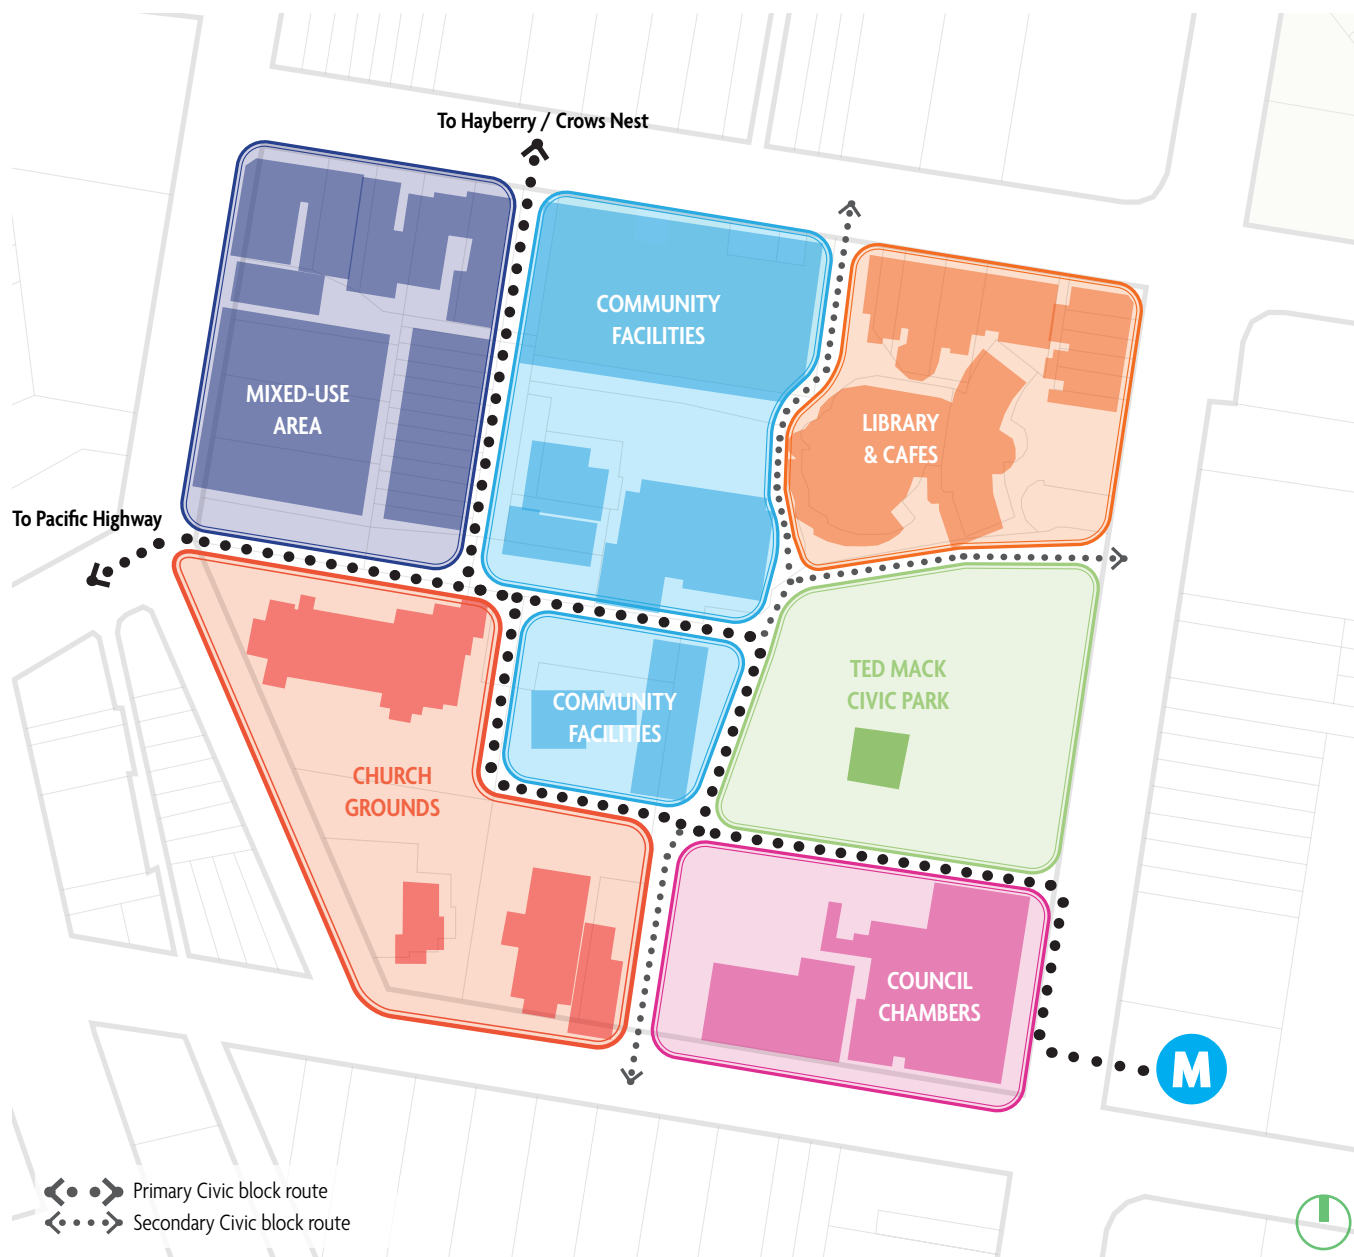 To Hayberry / Crows Nest
COMMUNITY
FACILITIES
MIXED-USE
AREA
LIBRARY
& CAFES
To Pacific Highway
TED MACK
CIVIC PARK
COMMUNITY
FACILITIES
CHURCH
GROUNDS
COUNCIL
CHAMBERS
M
Primary Civic block route
Secondary Civic block route